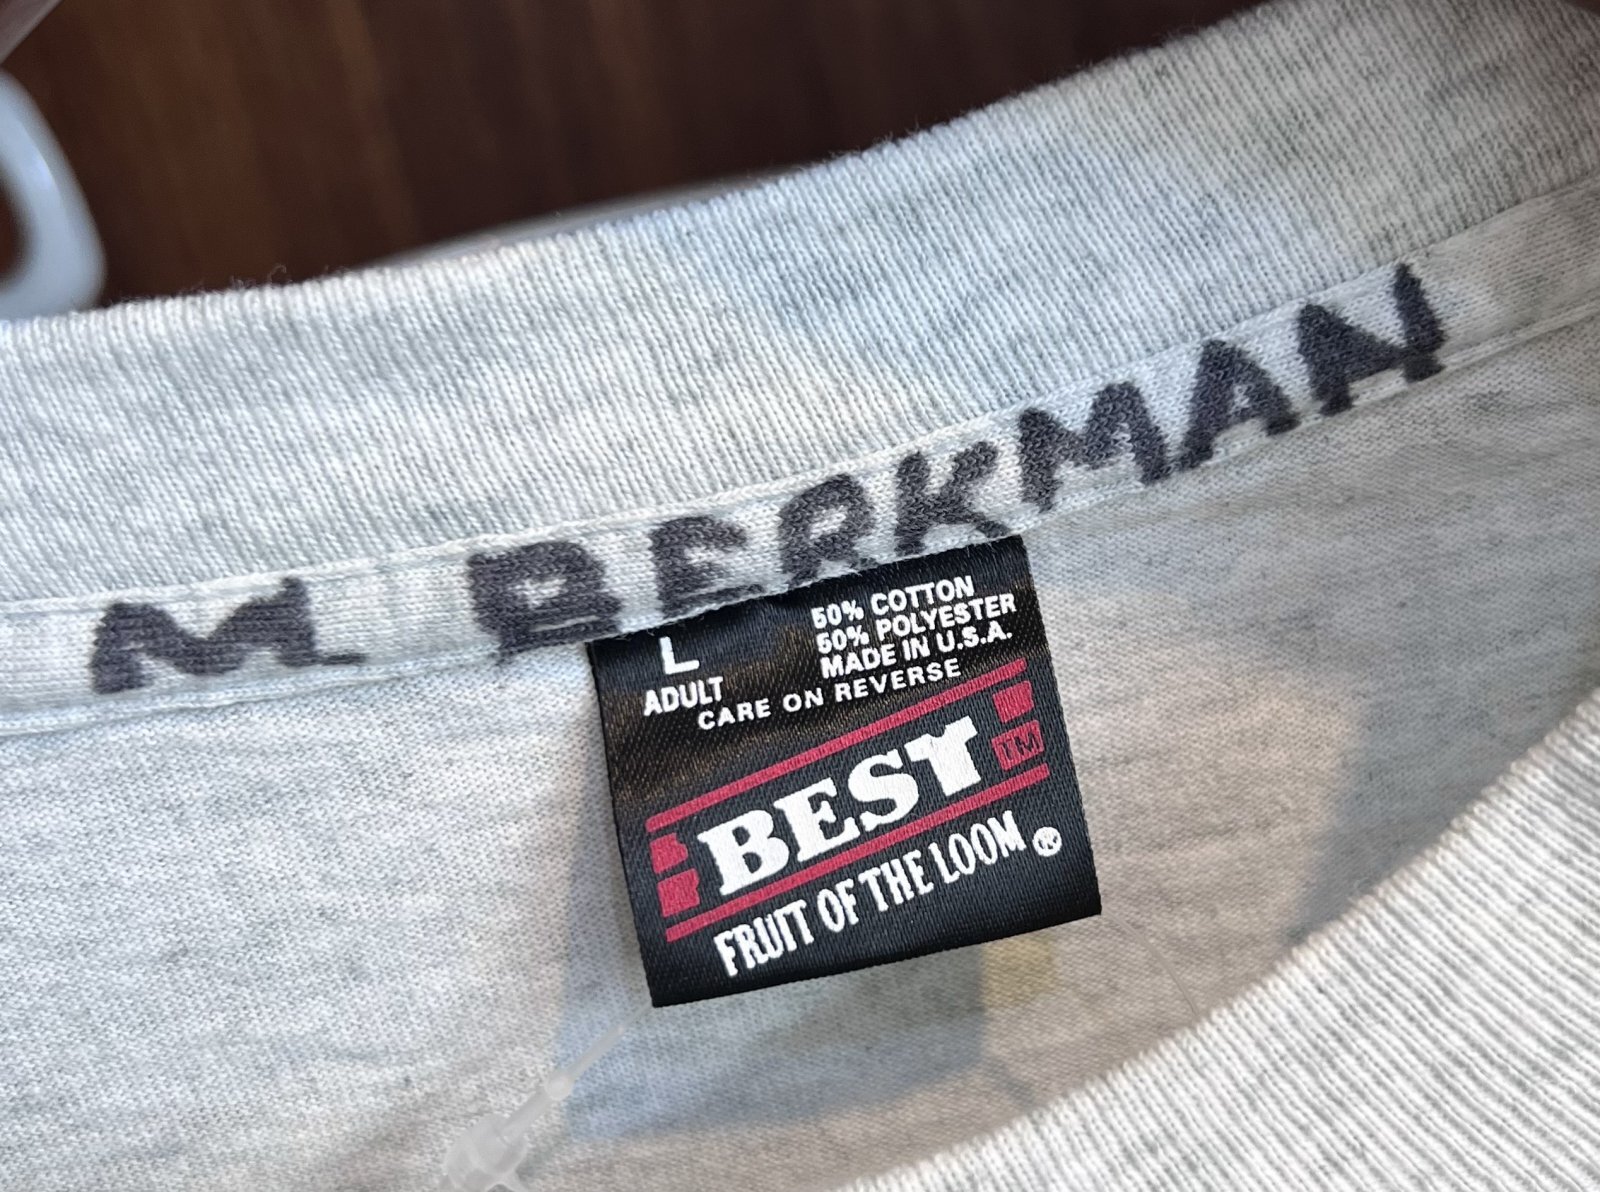 M BERKMAN
L
ADULT
50% COTTON
50% POLYESTER
MADE IN U.S.A.
CARE ON REVERSE
BEST TM
FRUIT OF THE LOOM ®